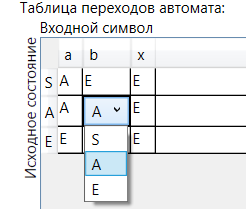 Таблица переходов автомата:
Входной символ
Исходное состояние
a b x
S A E E
A A A E
E E E
S
A
E